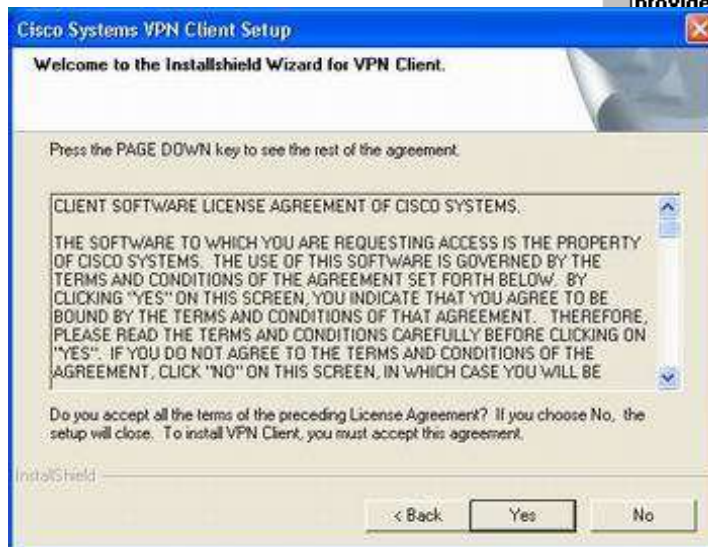 provide
Cisco Systems VPN Client Setup
Welcome to the Installshield Wizard for VPN Client.
Press the PAGE DOWN key to see the rest of the agreement.
CLIENT SOFTWARE LICENSE AGREEMENT OF CISCO SYSTEMS.
THE SOFTWARE TO WHICH YOU ARE REQUESTING ACCESS IS THE PROPERTY
OF CISCO SYSTEMS. THE USE OF THIS SOFTWARE IS GOVERNED BY THE
TERMS AND CONDITIONS OF THE AGREEMENT SET FORTH BELOW. BY
CLICKING "YES" ON THIS SCREEN, YOU INDICATE THAT YOU AGREE TO BE
BOUND BY THE TERMS AND CONDITIONS OF THAT AGREEMENT. THEREFORE,
PLEASE READ THE TERMS AND CONDITIONS CAREFULLY BEFORE CLICKING ON
"YES". IF YOU DO NOT AGREE TO THE TERMS AND CONDITIONS OF THE
AGREEMENT, CLICK "NO" ON THIS SCREEN, IN WHICH CASE YOU WILL BE
Do you accept all the terms of the preceding License Agreement? If you choose No, the
setup will close. To install VPN Client, you must accept this agreement.
InstallShield
< Back Yes No